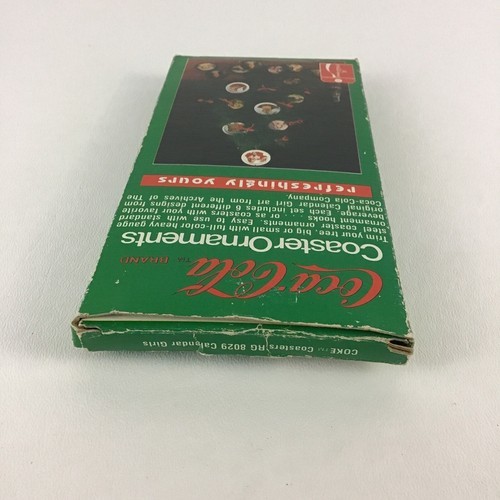 Coca-Cola
TM BRAND
CoasterOrnaments
Trim your tree, big or small with full-color heavy gauge
steel coaster ornaments. Easy to use with standard
ornament hooks ... or as coasters with your favorite
beverage. Each set includes 6 different designs from
original Calendar Girl art from the Archives of The
Coca-Cola Company.
refreshingly yours
COKE TM Coasters RG 8029 Calendar Girls